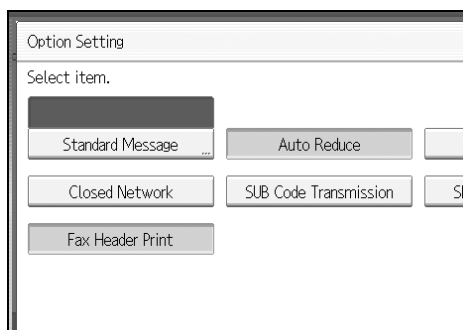 Option Setting
Select item.
Standard Message ...
Auto Reduce
Closed Network
SUB Code Transmission
Fax Header Print